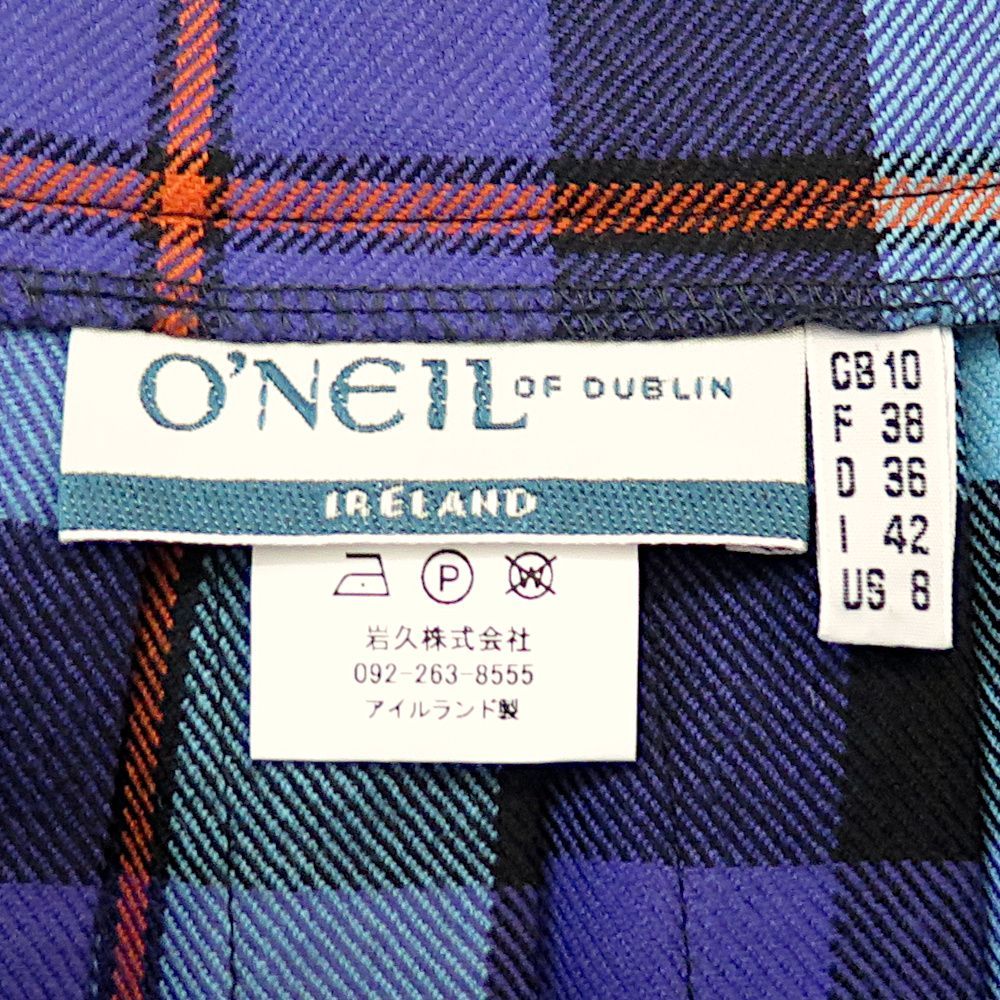 O'NEIL OF DUBLIN
IRELAND
GB 10
F 38
D 36
I 42
US 8
P W
岩久株式会社
092-263-8555
アイルランド製